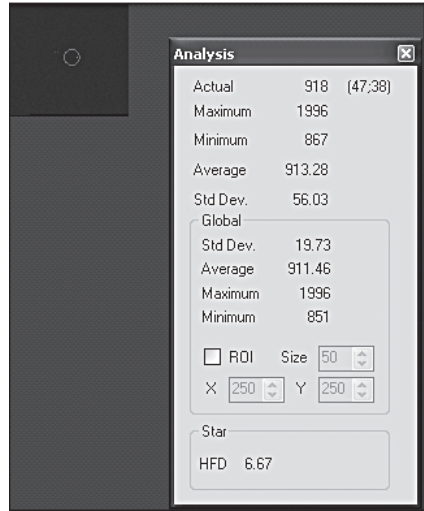 Analysis
Actual 918 (47;38)
Maximum 1996
Minimum 867
Average 913.28
Std Dev. 56.03
Global
Std Dev. 19.73
Average 911.46
Maximum 1996
Minimum 851
ROI Size 50
X 250 Y 250
Star
HFD 6.67